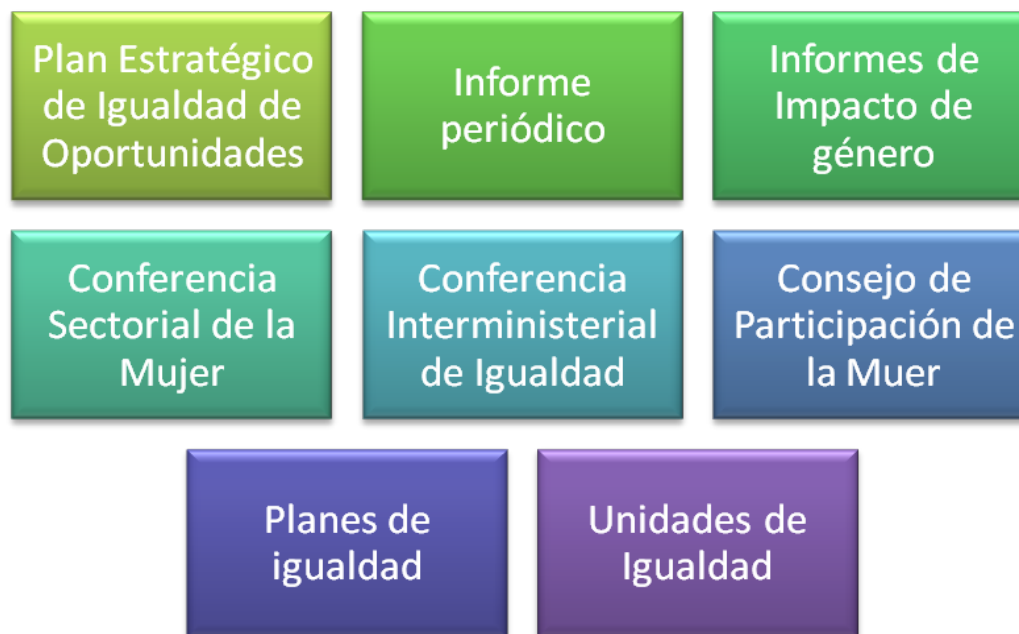 Plan Estratégico
de Igualdad de
Oportunidades
Informe
periódico
Informes de
Impacto de
género
Conferencia
Sectorial de la
Mujer
Conferencia
Interministerial
de Igualdad
Consejo de
Participación de
la Muer
Planes de
igualdad
Unidades de
Igualdad